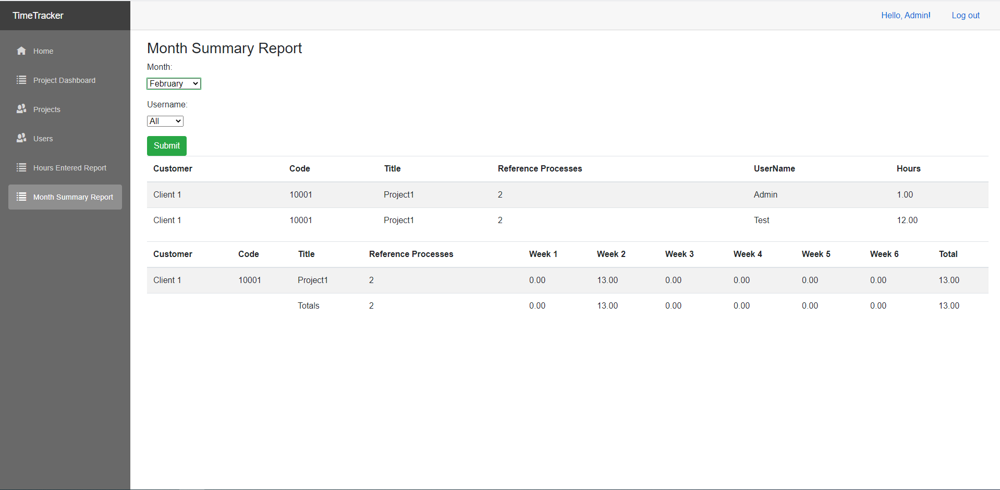 TimeTracker
Hello, Admin! Log out
Home
Project Dashboard
Projects
Users
Hours Entered Report
Month Summary Report
Month Summary Report
Month:
February
Username:
All
Submit
Customer Code Title Reference Processes UserName Hours
Client 1 10001 Project1 2 Admin 1.00
Client 1 10001 Project1 2 Test 12.00
Customer Code Title Reference Processes Week 1 Week 2 Week 3 Week 4 Week 5 Week 6 Total
Client 1 10001 Project1 2 0.00 13.00 0.00 0.00 0.00 0.00 13.00
Totals 2 0.00 13.00 0.00 0.00 0.00 0.00 13.00